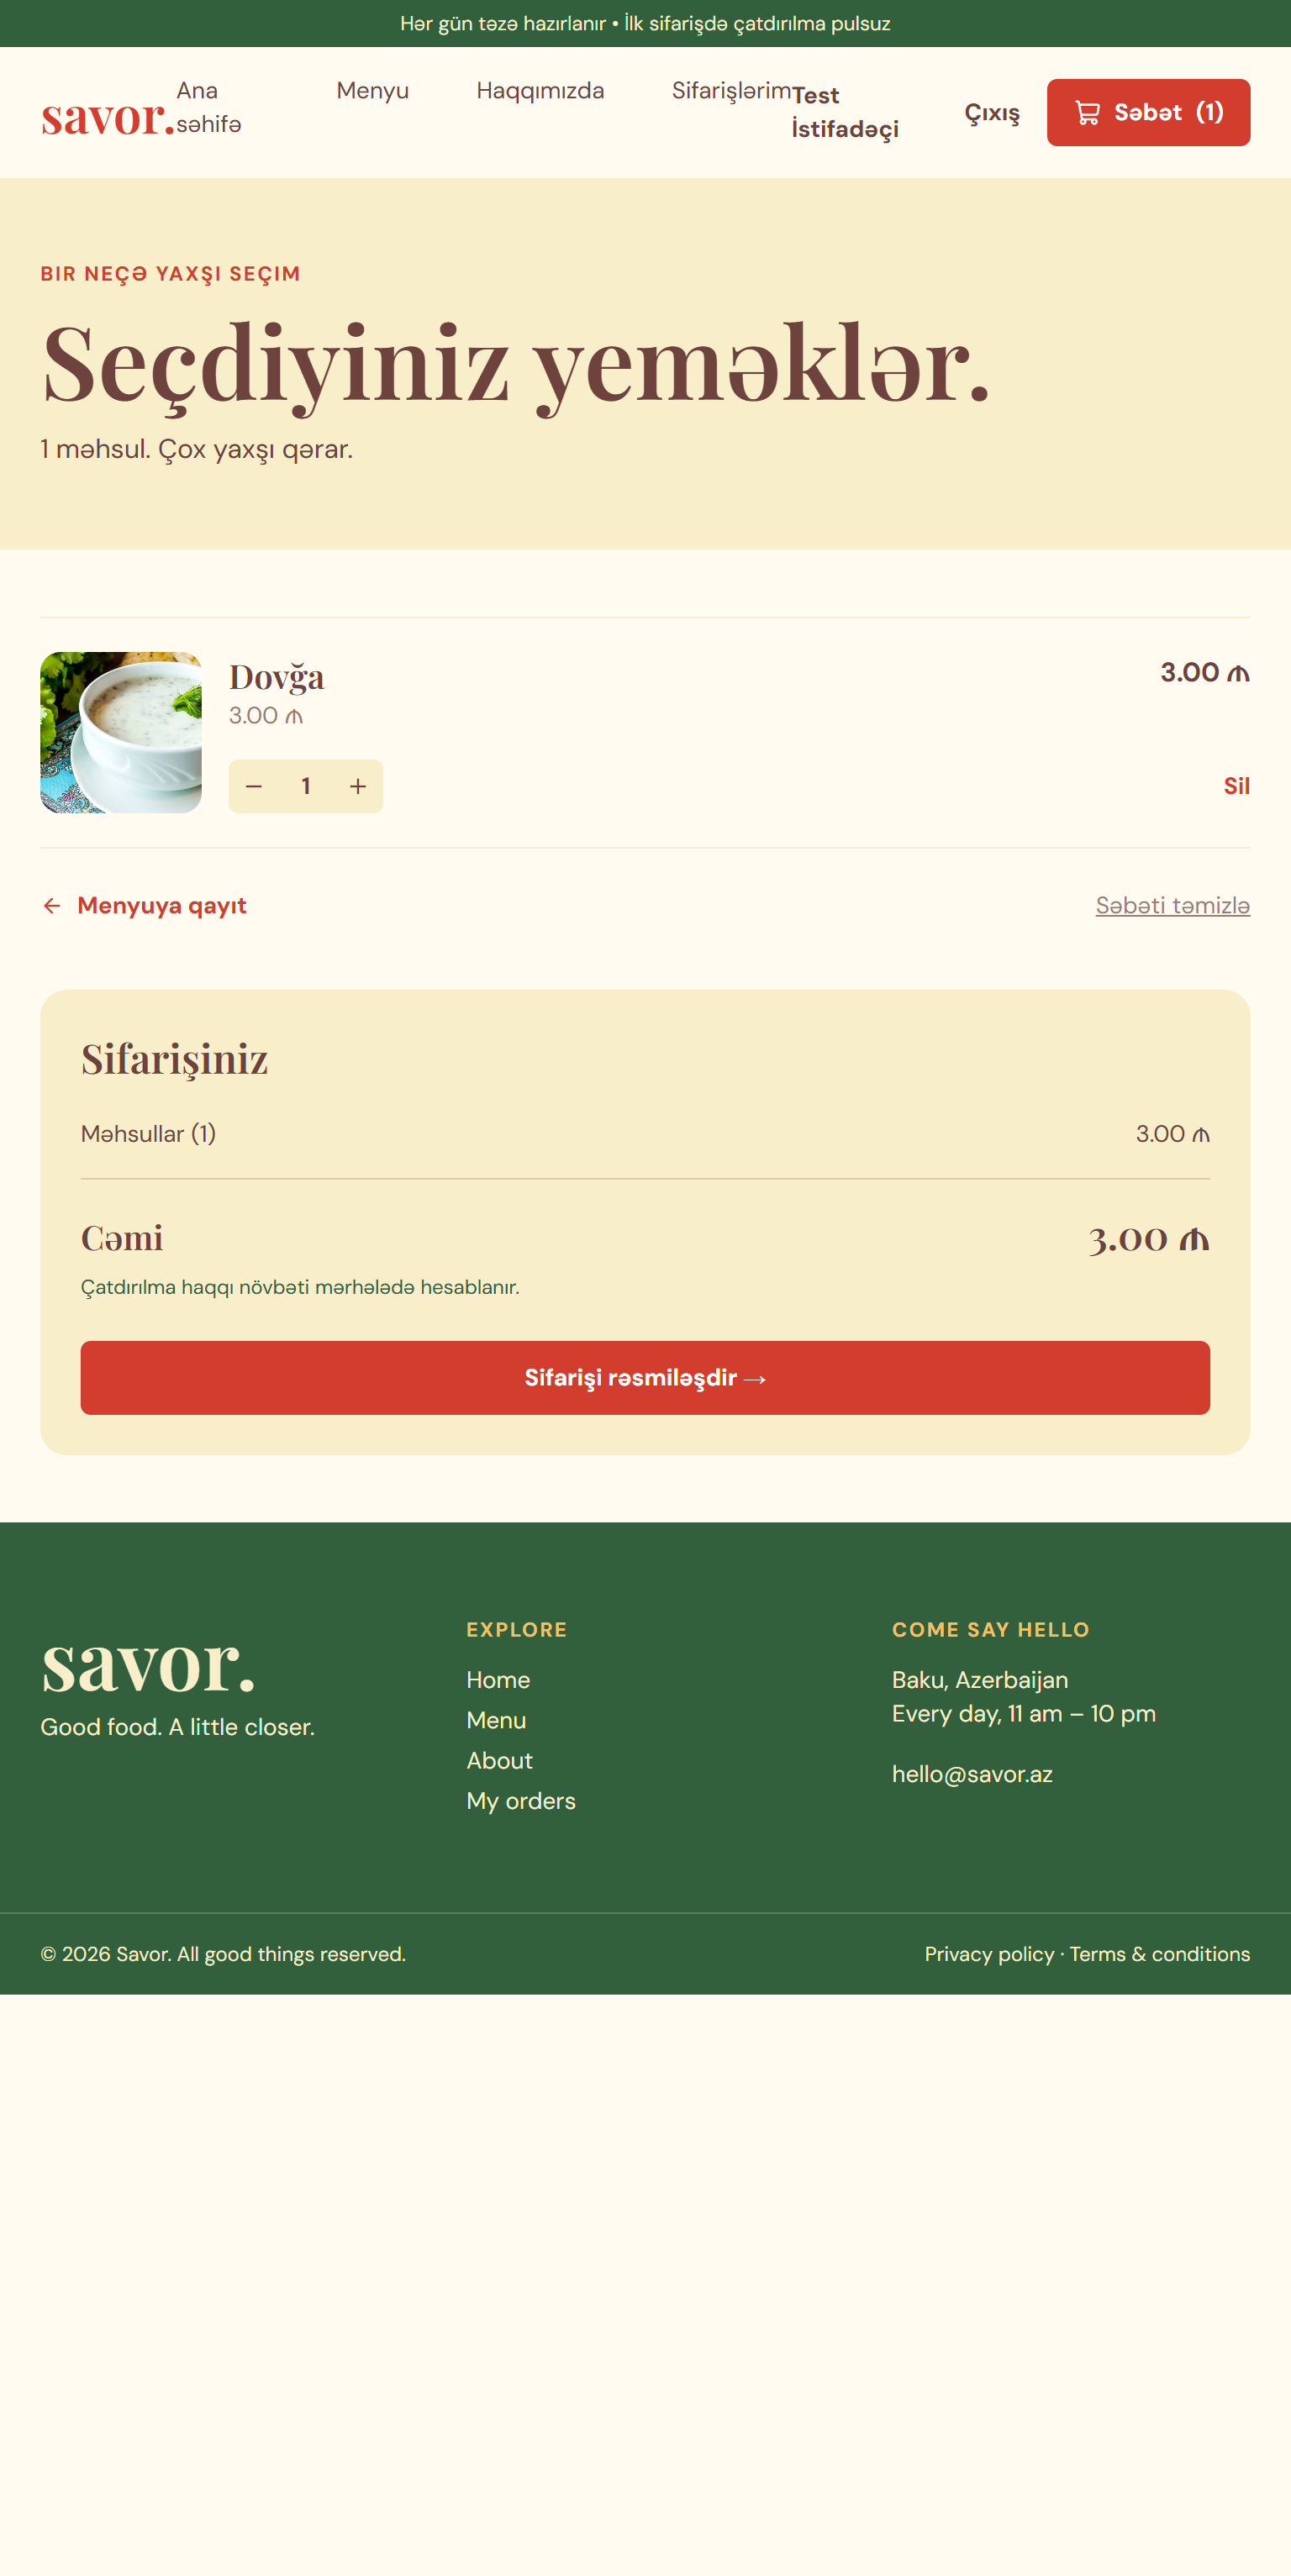 Hər gün təzə hazırlanır • İlk sifarişdə çatdırılma pulsuz
savor.
Ana səhifə
Menyu
Haqqımızda
Sifarişlərim
Test İstifadəçi
Çıxış
Səbət (1)
BIR NEÇƏ YAXŞI SEÇIM
Seçdiyiniz yeməklər.
1 məhsul. Çox yaxşı qərar.
Dovğa
3.00 ₼
3.00 ₼
− 1 +
Sil
← Menyuya qayıt
Səbəti təmizlə
Sifarişiniz
Məhsullar (1) 3.00 ₼
Cəmi 3.00 ₼
Çatdırılma haqqı növbəti mərhələdə hesablanır.
Sifarişi rəsmiləşdir →
savor.
Good food. A little closer.
EXPLORE
Home
Menu
About
My orders
COME SAY HELLO
Baku, Azerbaijan
Every day, 11 am – 10 pm
hello@savor.az
© 2026 Savor. All good things reserved.
Privacy policy · Terms & conditions